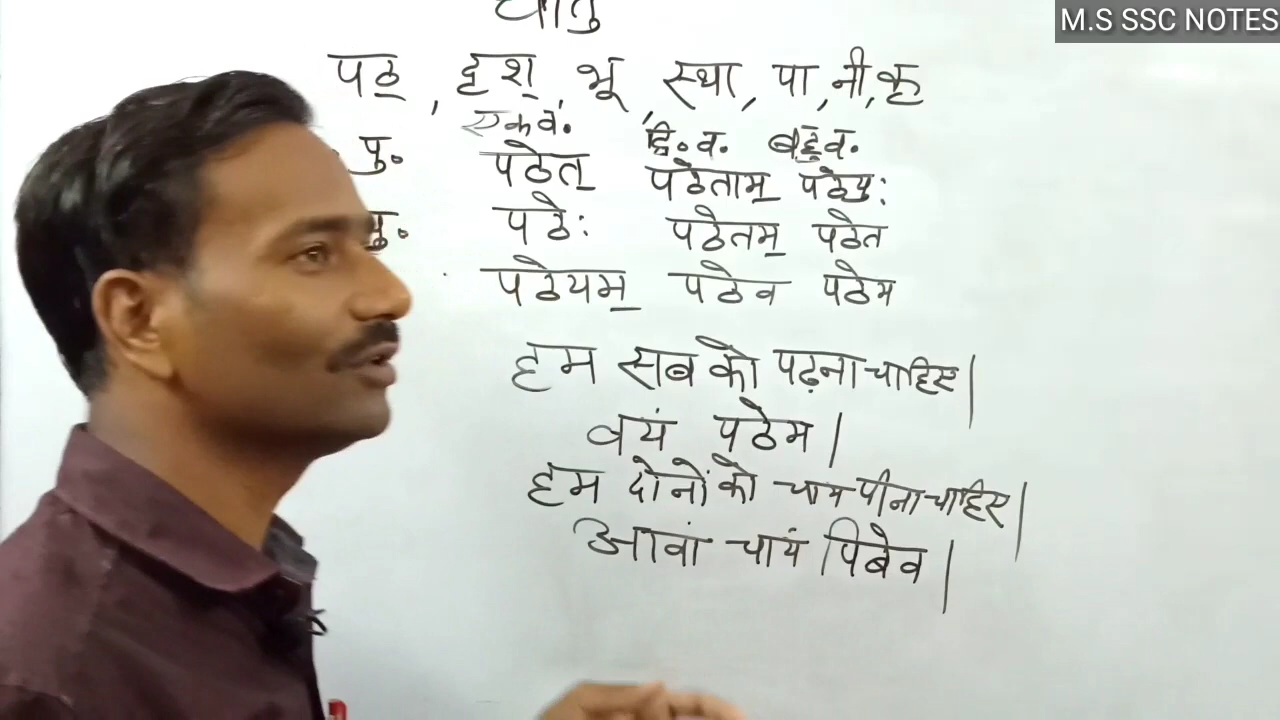 M.S SSC NOTES
धातु
पठ्, दृश्, भू, स्था, पा, नी, कृ
एकव. द्वि.व. बहुव.
पु. पठेत् पठेताम् पठेयुः
पु. पठेः पठेतम् पठेत
पठेयम् पठेव पठेम
हम सब को पढ़ना चाहिए|
वयं पठेम|
हम दोनों को चाय पीना चाहिए|
आवां चायं पिबेव|